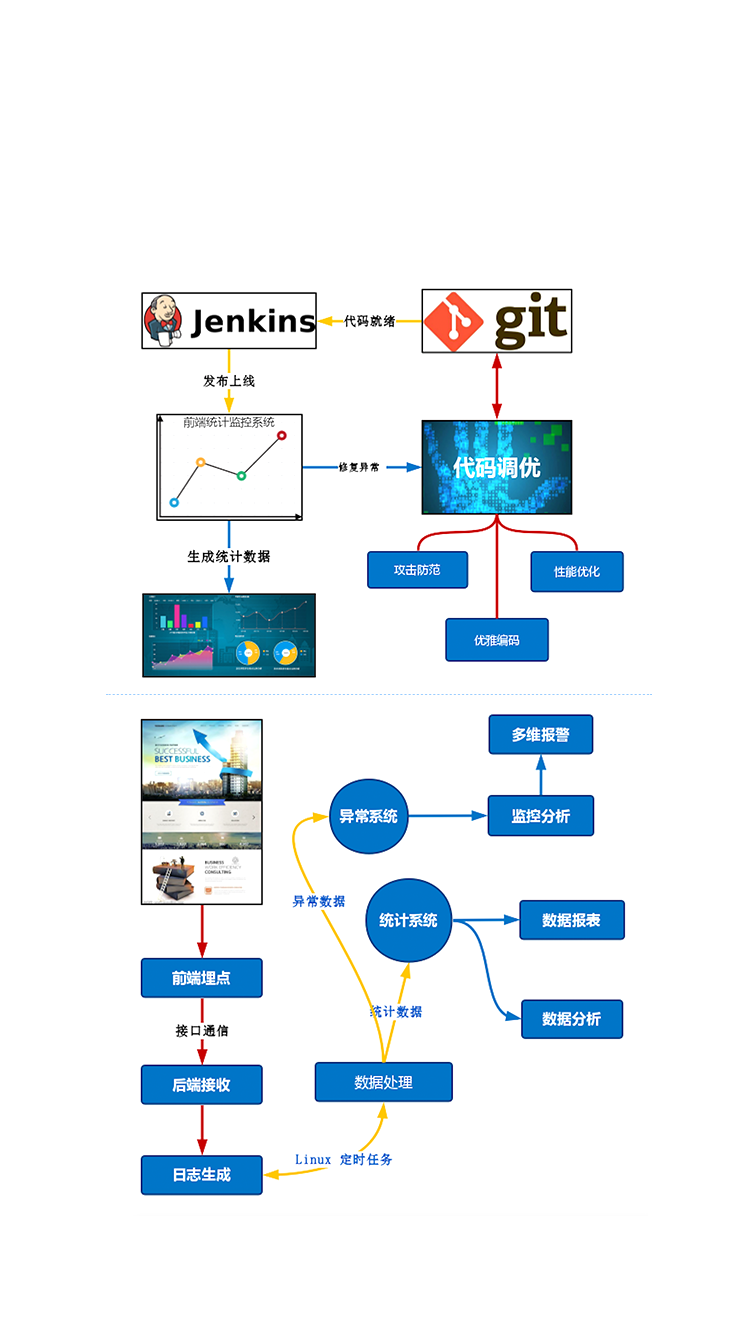 Jenkins
代码就绪
git
发布上线
前端统计监控系统
修复异常
代码调优
生成统计数据
攻击防范
性能优化
优雅编码
SUCCESSFUL
BEST BUSINESS
多维报警
异常系统
监控分析
BUSINESS
WORK EFFICIENCY
CONSULTING
异常数据
统计系统
数据报表
前端埋点
统计数据
数据分析
接口通信
后端接收
数据处理
Linux 定时任务
日志生成